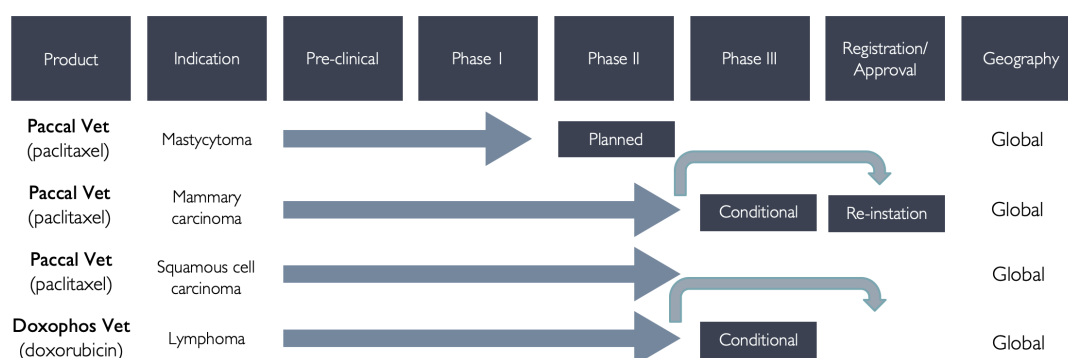 Product
Indication
Pre-clinical
Phase I
Phase II
Phase III
Registration/
Approval
Geography
Paccal Vet
(paclitaxel)
Mastycytoma
Planned
Global
Paccal Vet
(paclitaxel)
Mammary
carcinoma
Conditional
Re-instation
Global
Paccal Vet
(paclitaxel)
Squamous cell
carcinoma
Global
Doxophos Vet
(doxorubicin)
Lymphoma
Conditional
Global